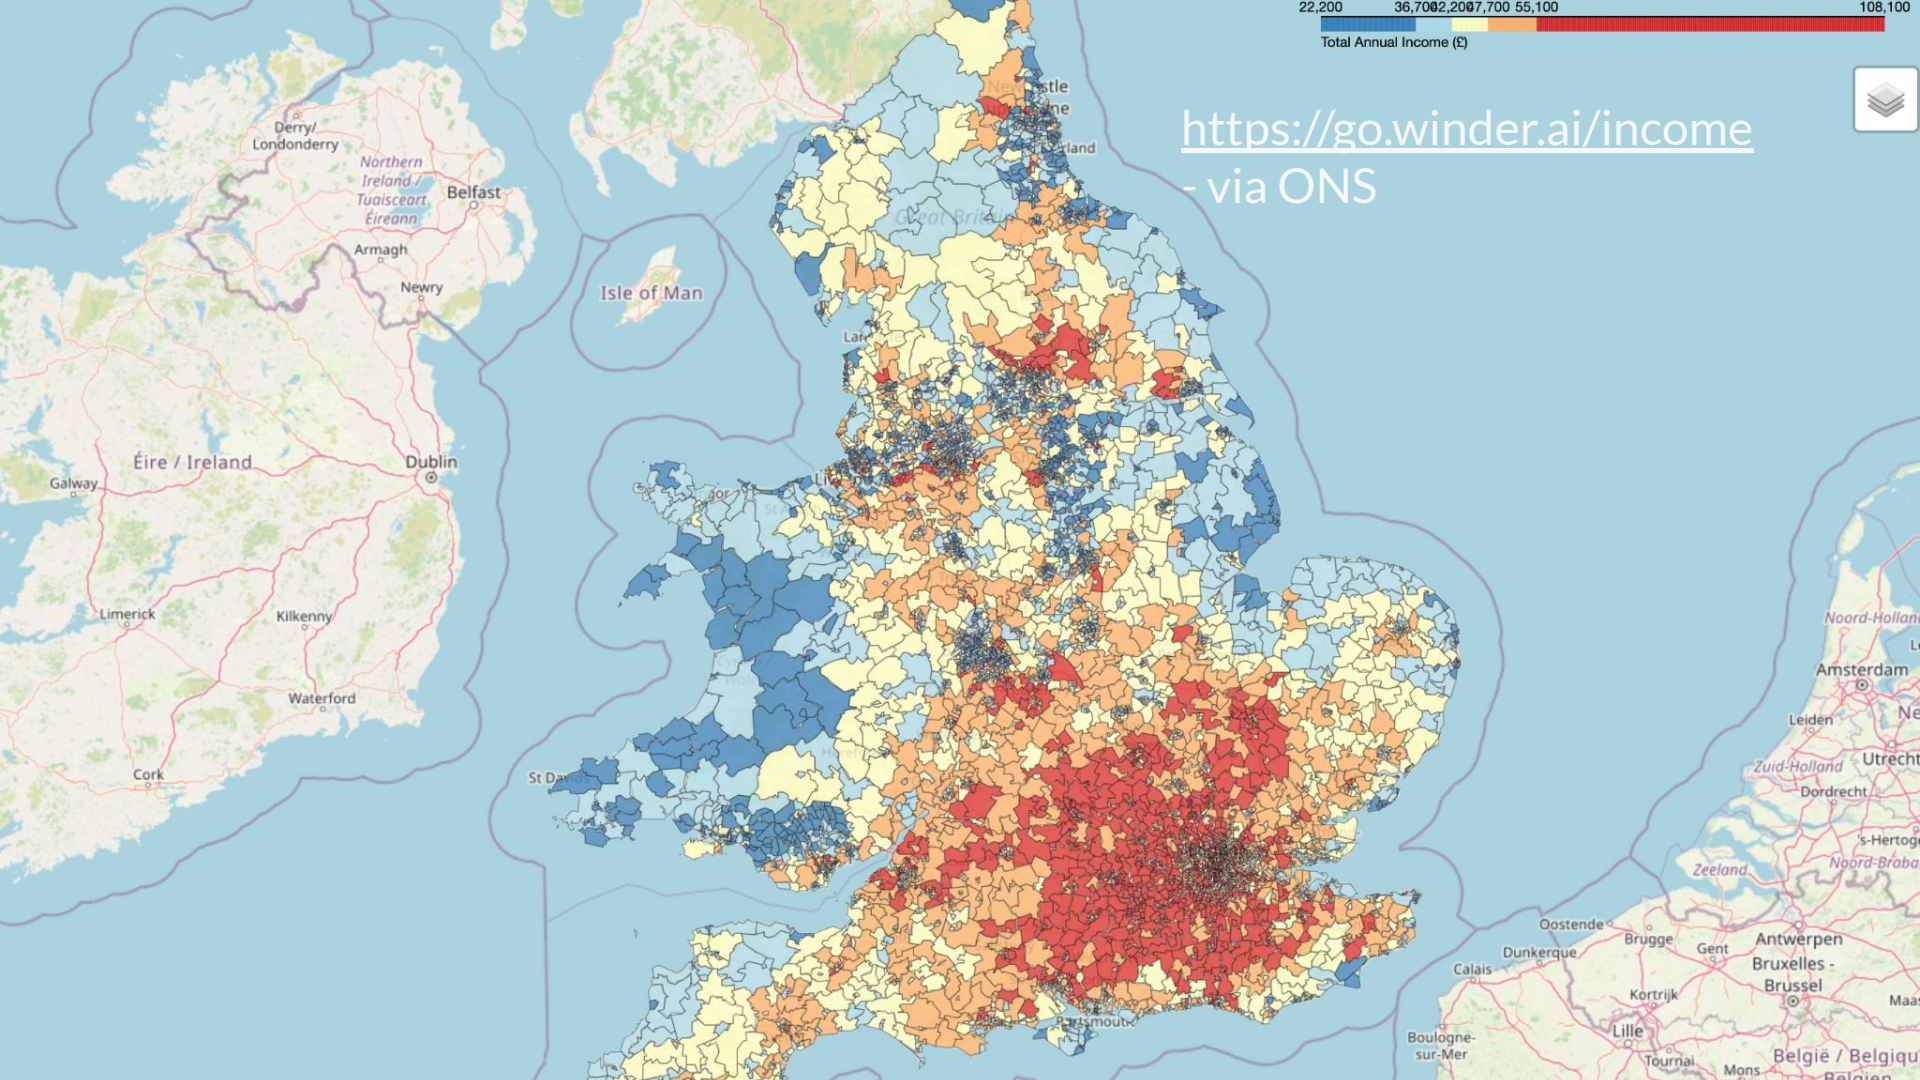 22,200 36,700 42,200 47,700 55,100 108,100
Total Annual Income (£)
https://go.winder.ai/income
- via ONS
Derry/
Londonderry
Northern
Ireland /
Tuaisceart
Éireann
Belfast
Armagh
Newry
Isle of Man
Great Britain
Éire / Ireland
Dublin
Galway
Limerick
Kilkenny
Waterford
Cork
St Davids
Portsmouth
Noord-Holland
Amsterdam
Leiden
Utrecht
Zuid-Holland
Dordrecht
's-Hertog
Zeeland
Noord-Braba
Oostende
Brugge
Gent
Antwerpen
Dunkerque
Calais
Bruxelles -
Brussel
Kortrijk
Maas
Lille
Boulogne-
sur-Mer
Tournai
Mons
België / Belgiqu
Belgien